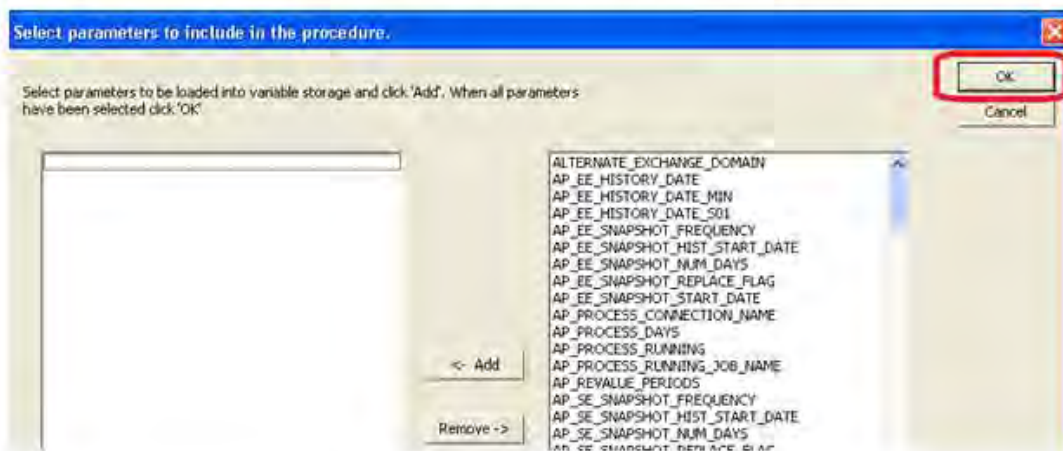 Select parameters to include in the procedure.
Select parameters to be loaded into variable storage and click 'Add'. When all parameters
have been selected click 'OK'
OK
Cancel
ALTERNATE_EXCHANGE_DOMAIN
AP_EE_HISTORY_DATE
AP_EE_HISTORY_DATE_MIN
AP_EE_HISTORY_DATE_S01
AP_EE_SNAPSHOT_FREQUENCY
AP_EE_SNAPSHOT_HIST_START_DATE
AP_EE_SNAPSHOT_NUM_DAYS
AP_EE_SNAPSHOT_REPLACE_FLAG
AP_EE_SNAPSHOT_START_DATE
AP_PROCESS_CONNECTION_NAME
AP_PROCESS_DAYS
AP_PROCESS_RUNNING
AP_PROCESS_RUNNING_JOB_NAME
AP_REVALUE_PERIODS
AP_SE_SNAPSHOT_FREQUENCY
AP_SE_SNAPSHOT_HIST_START_DATE
AP_SE_SNAPSHOT_NUM_DAYS
AP_SE_SNAPSHOT_REPLACE_FLAG
<- Add
Remove ->